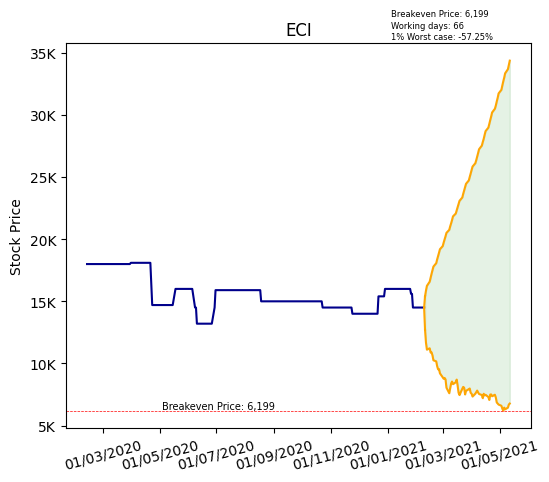 Breakeven Price: 6,199
Working days: 66
1% Worst case: -57.25%
ECI
35K
30K
25K
20K
15K
10K
5K
Stock Price
Breakeven Price: 6,199
01/03/2020 01/05/2020 01/07/2020 01/09/2020 01/11/2020 01/01/2021 01/03/2021 01/05/2021